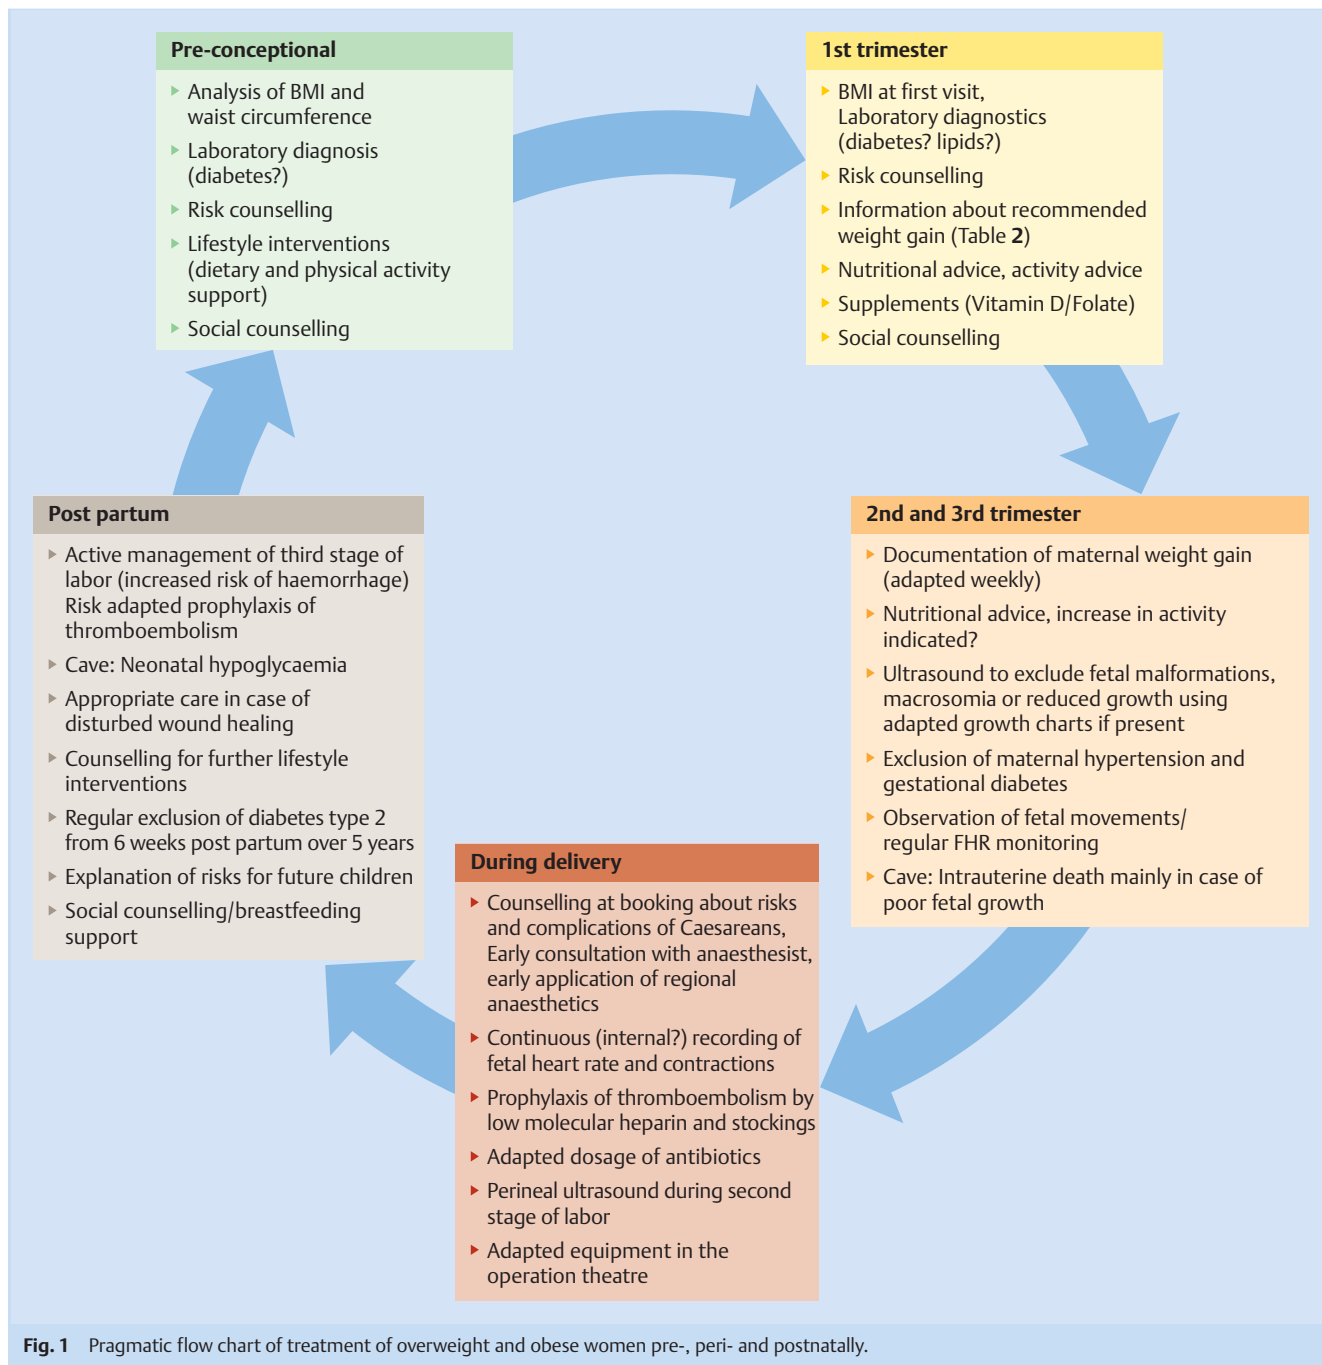 Pre-conceptional
▸ Analysis of BMI and
waist circumference
▸ Laboratory diagnosis
(diabetes?)
▸ Risk counselling
▸ Lifestyle interventions
(dietary and physical activity
support)
▸ Social counselling
1st trimester
▸ BMI at first visit,
Laboratory diagnostics
(diabetes? lipids?)
▸ Risk counselling
▸ Information about recommended
weight gain (Table 2)
▸ Nutritional advice, activity advice
▸ Supplements (Vitamin D/Folate)
▸ Social counselling
2nd and 3rd trimester
▸ Documentation of maternal weight gain
(adapted weekly)
▸ Nutritional advice, increase in activity
indicated?
▸ Ultrasound to exclude fetal malformations,
macrosomia or reduced growth using
adapted growth charts if present
▸ Exclusion of maternal hypertension and
gestational diabetes
▸ Observation of fetal movements/
regular FHR monitoring
▸ Cave: Intrauterine death mainly in case of
poor fetal growth
During delivery
▸ Counselling at booking about risks
and complications of Caesareans,
Early consultation with anaesthesist,
early application of regional
anaesthetics
▸ Continuous (internal?) recording of
fetal heart rate and contractions
▸ Prophylaxis of thromboembolism by
low molecular heparin and stockings
▸ Adapted dosage of antibiotics
▸ Perineal ultrasound during second
stage of labor
▸ Adapted equipment in the
operation theatre
Post partum
▸ Active management of third stage of
labor (increased risk of haemorrhage)
Risk adapted prophylaxis of
thromboembolism
▸ Cave: Neonatal hypoglycaemia
▸ Appropriate care in case of
disturbed wound healing
▸ Counselling for further lifestyle
interventions
▸ Regular exclusion of diabetes type 2
from 6 weeks post partum over 5 years
▸ Explanation of risks for future children
▸ Social counselling/breastfeeding
support
Fig. 1 Pragmatic flow chart of treatment of overweight and obese women pre-, peri- and postnatally.